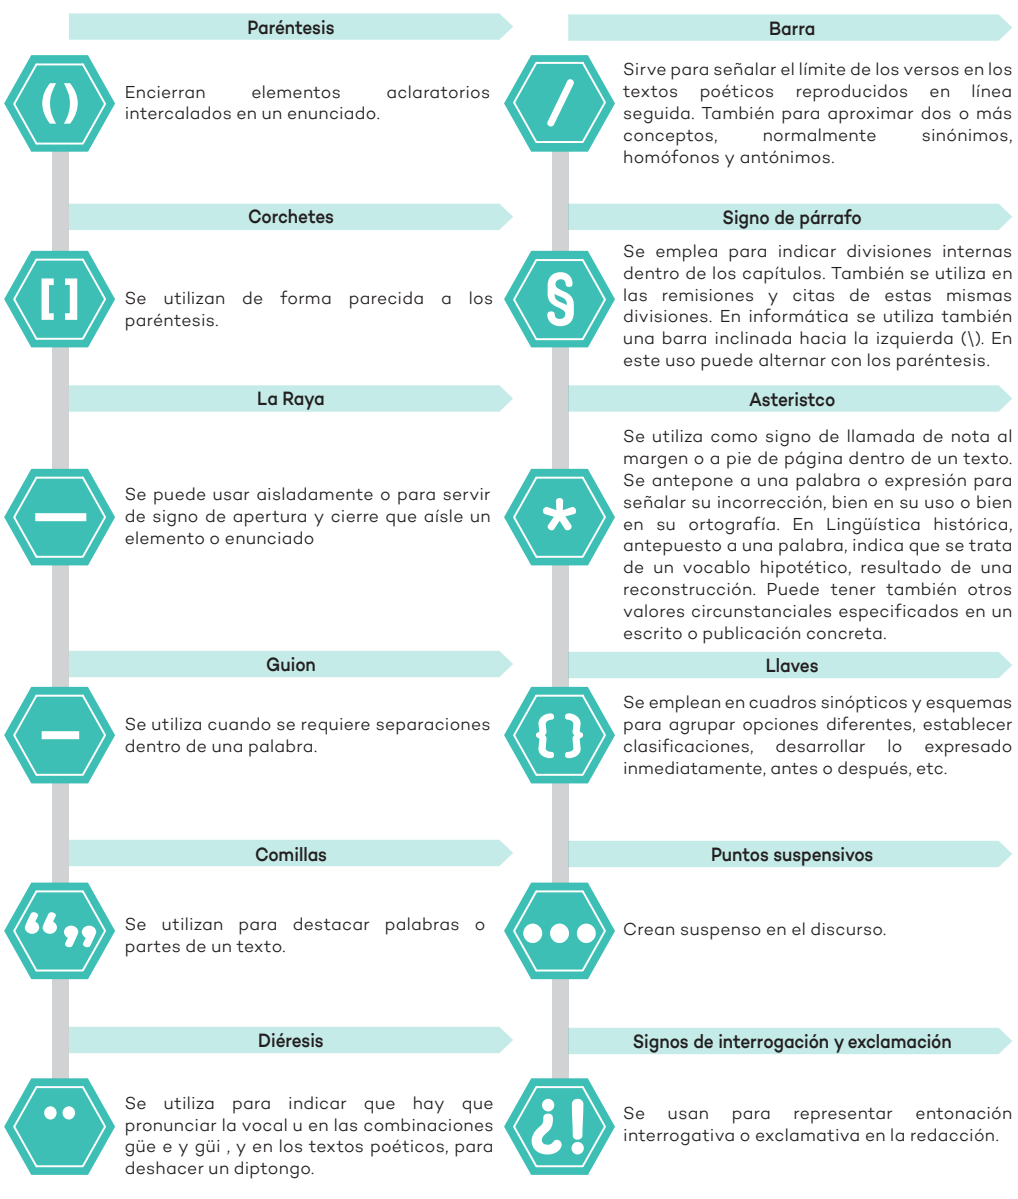 Paréntesis
()
Encierran elementos aclaratorios
intercalados en un enunciado.
Corchetes
[]
Se utilizan de forma parecida a los
paréntesis.
La Raya
—
Se puede usar aisladamente o para servir
de signo de apertura y cierre que aísle un
elemento o enunciado
Guion
-
Se utiliza cuando se requiere separaciones
dentro de una palabra.
Comillas
“ „
Se utilizan para destacar palabras o
partes de un texto.
Diéresis
¨
Se utiliza para indicar que hay que
pronunciar la vocal u en las combinaciones
güe e y güi , y en los textos poéticos, para
deshacer un diptongo.
Barra
/
Sirve para señalar el límite de los versos en los
textos poéticos reproducidos en línea
seguida. También para aproximar dos o más
conceptos, normalmente sinónimos,
homófonos y antónimos.
Signo de párrafo
§
Se emplea para indicar divisiones internas
dentro de los capítulos. También se utiliza en
las remisiones y citas de estas mismas
divisiones. En informática se utiliza también
una barra inclinada hacia la izquierda (\). En
este uso puede alternar con los paréntesis.
Asteristco
*
Se utiliza como signo de llamada de nota al
margen o a pie de página dentro de un texto.
Se antepone a una palabra o expresión para
señalar su incorrección, bien en su uso o bien
en su ortografía. En Lingüística histórica,
antepuesto a una palabra, indica que se trata
de un vocablo hipotético, resultado de una
reconstrucción. Puede tener también otros
valores circunstanciales especificados en un
escrito o publicación concreta.
Llaves
{}
Se emplean en cuadros sinópticos y esquemas
para agrupar opciones diferentes, establecer
clasificaciones, desarrollar lo expresado
inmediatamente, antes o después, etc.
Puntos suspensivos
...
Crean suspenso en el discurso.
Signos de interrogación y exclamación
¿!
Se usan para representar entonación
interrogativa o exclamativa en la redacción.